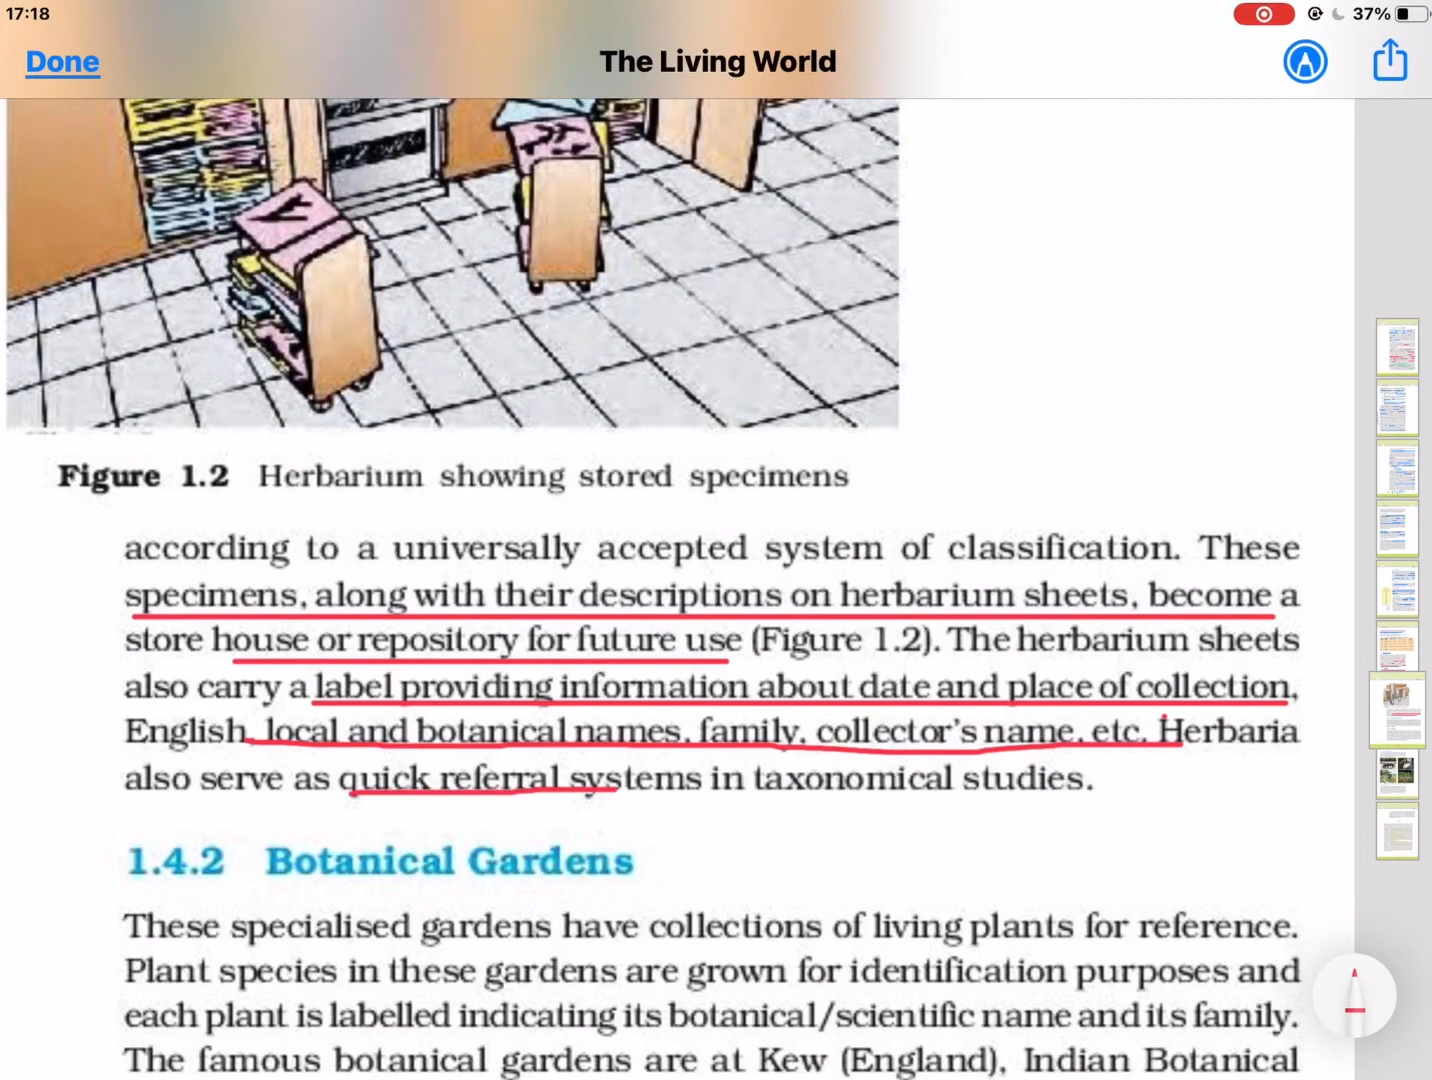 17:18
37%
Done
The Living World
Figure 1.2 Herbarium showing stored specimens
according to a universally accepted system of classification. These
specimens, along with their descriptions on herbarium sheets, become a
store house or repository for future use (Figure 1.2). The herbarium sheets
also carry a label providing information about date and place of collection,
English, local and botanical names, family, collector's name, etc. Herbaria
also serve as quick referral systems in taxonomical studies.
1.4.2 Botanical Gardens
These specialised gardens have collections of living plants for reference.
Plant species in these gardens are grown for identification purposes and
each plant is labelled indicating its botanical/scientific name and its family.
The famous botanical gardens are at Kew (England), Indian Botanical